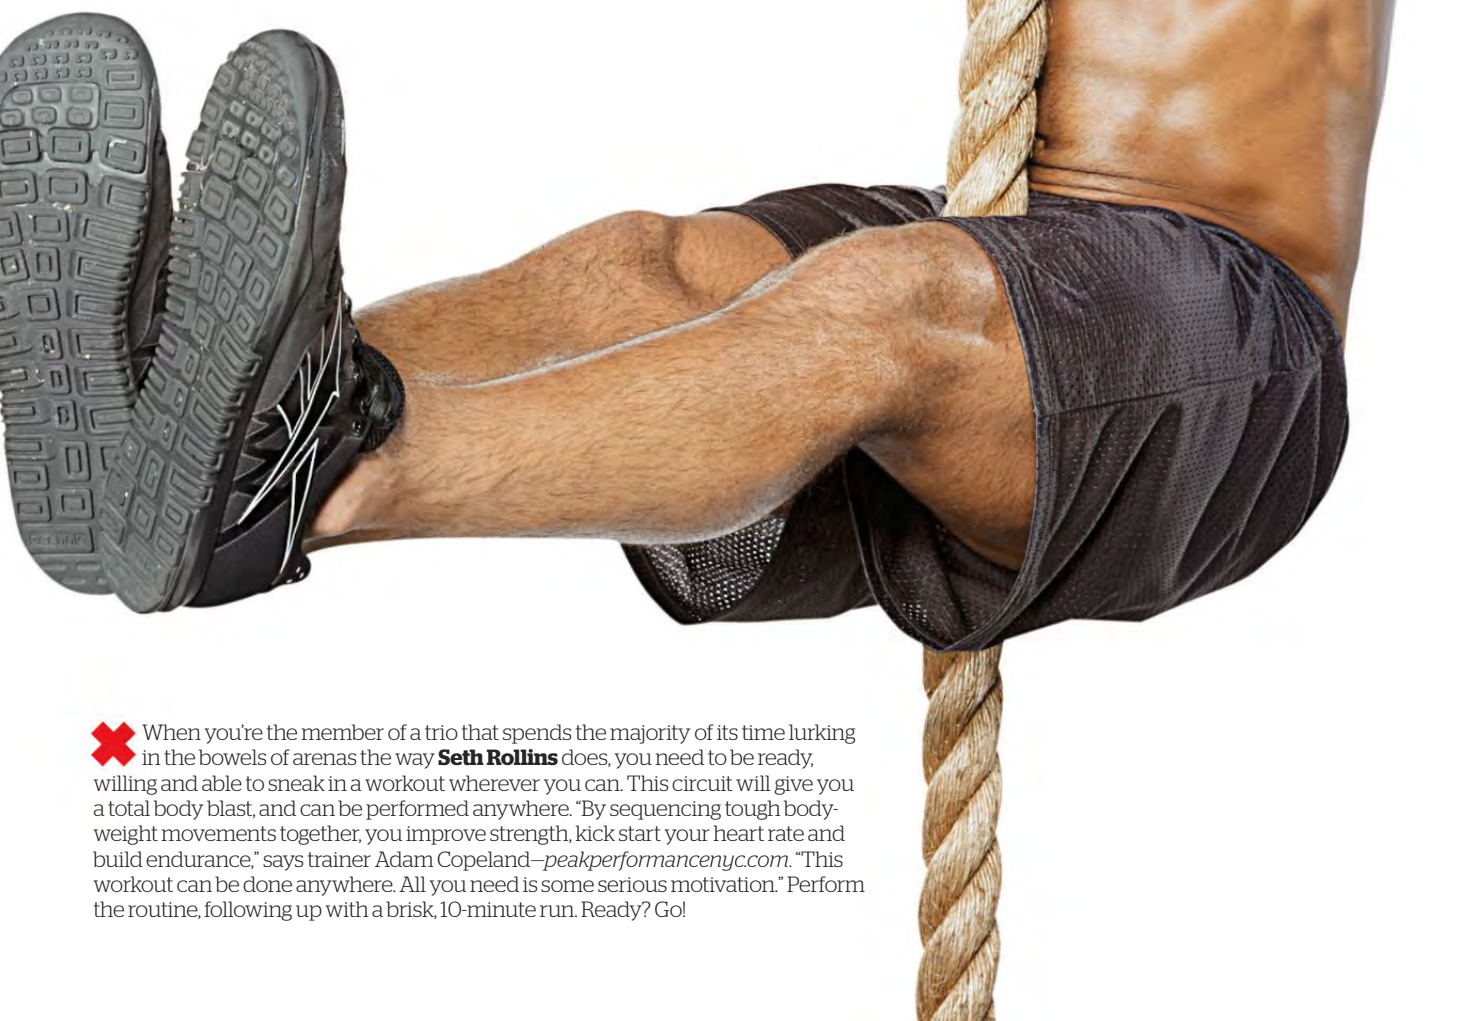 When you’re the member of a trio that spends the majority of its time lurking
in the bowels of arenas the way Seth Rollins does, you need to be ready,
willing and able to sneak in a workout wherever you can. This circuit will give you
a total body blast, and can be performed anywhere. “By sequencing tough body-
weight movements together, you improve strength, kick start your heart rate and
build endurance,” says trainer Adam Copeland—peakperformancenyc.com. “This
workout can be done anywhere. All you need is some serious motivation.” Perform
the routine, following up with a brisk, 10-minute run. Ready? Go!